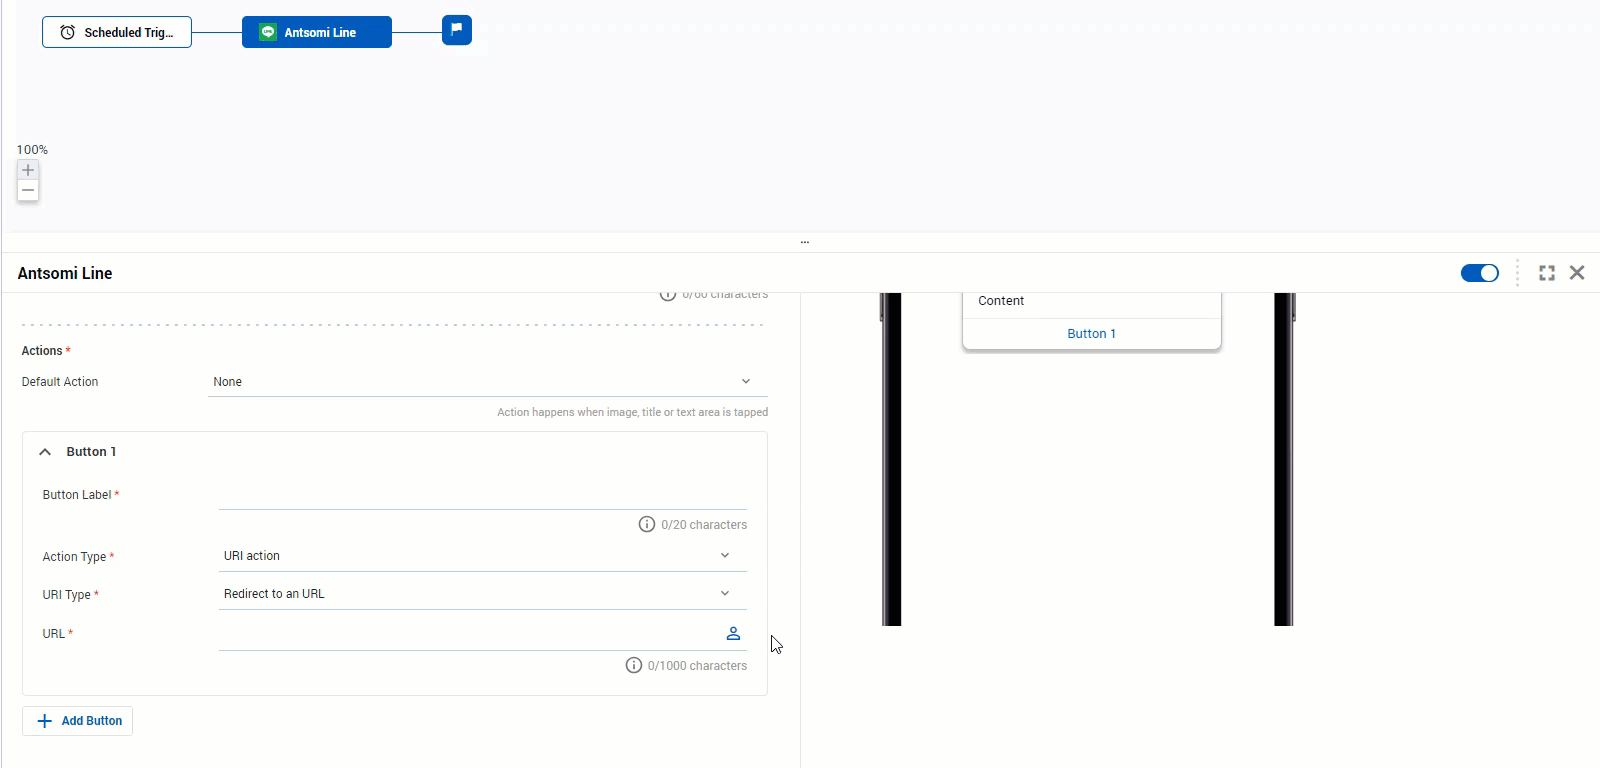 Scheduled Trig...
Antsomi Line
100%
...
Antsomi Line
0/60 characters
Content
Button 1
Actions *
Default Action
None
Action happens when image, title or text area is tapped
Button 1
Button Label *
0/20 characters
Action Type *
URI action
URI Type *
Redirect to an URL
URL *
0/1000 characters
Add Button